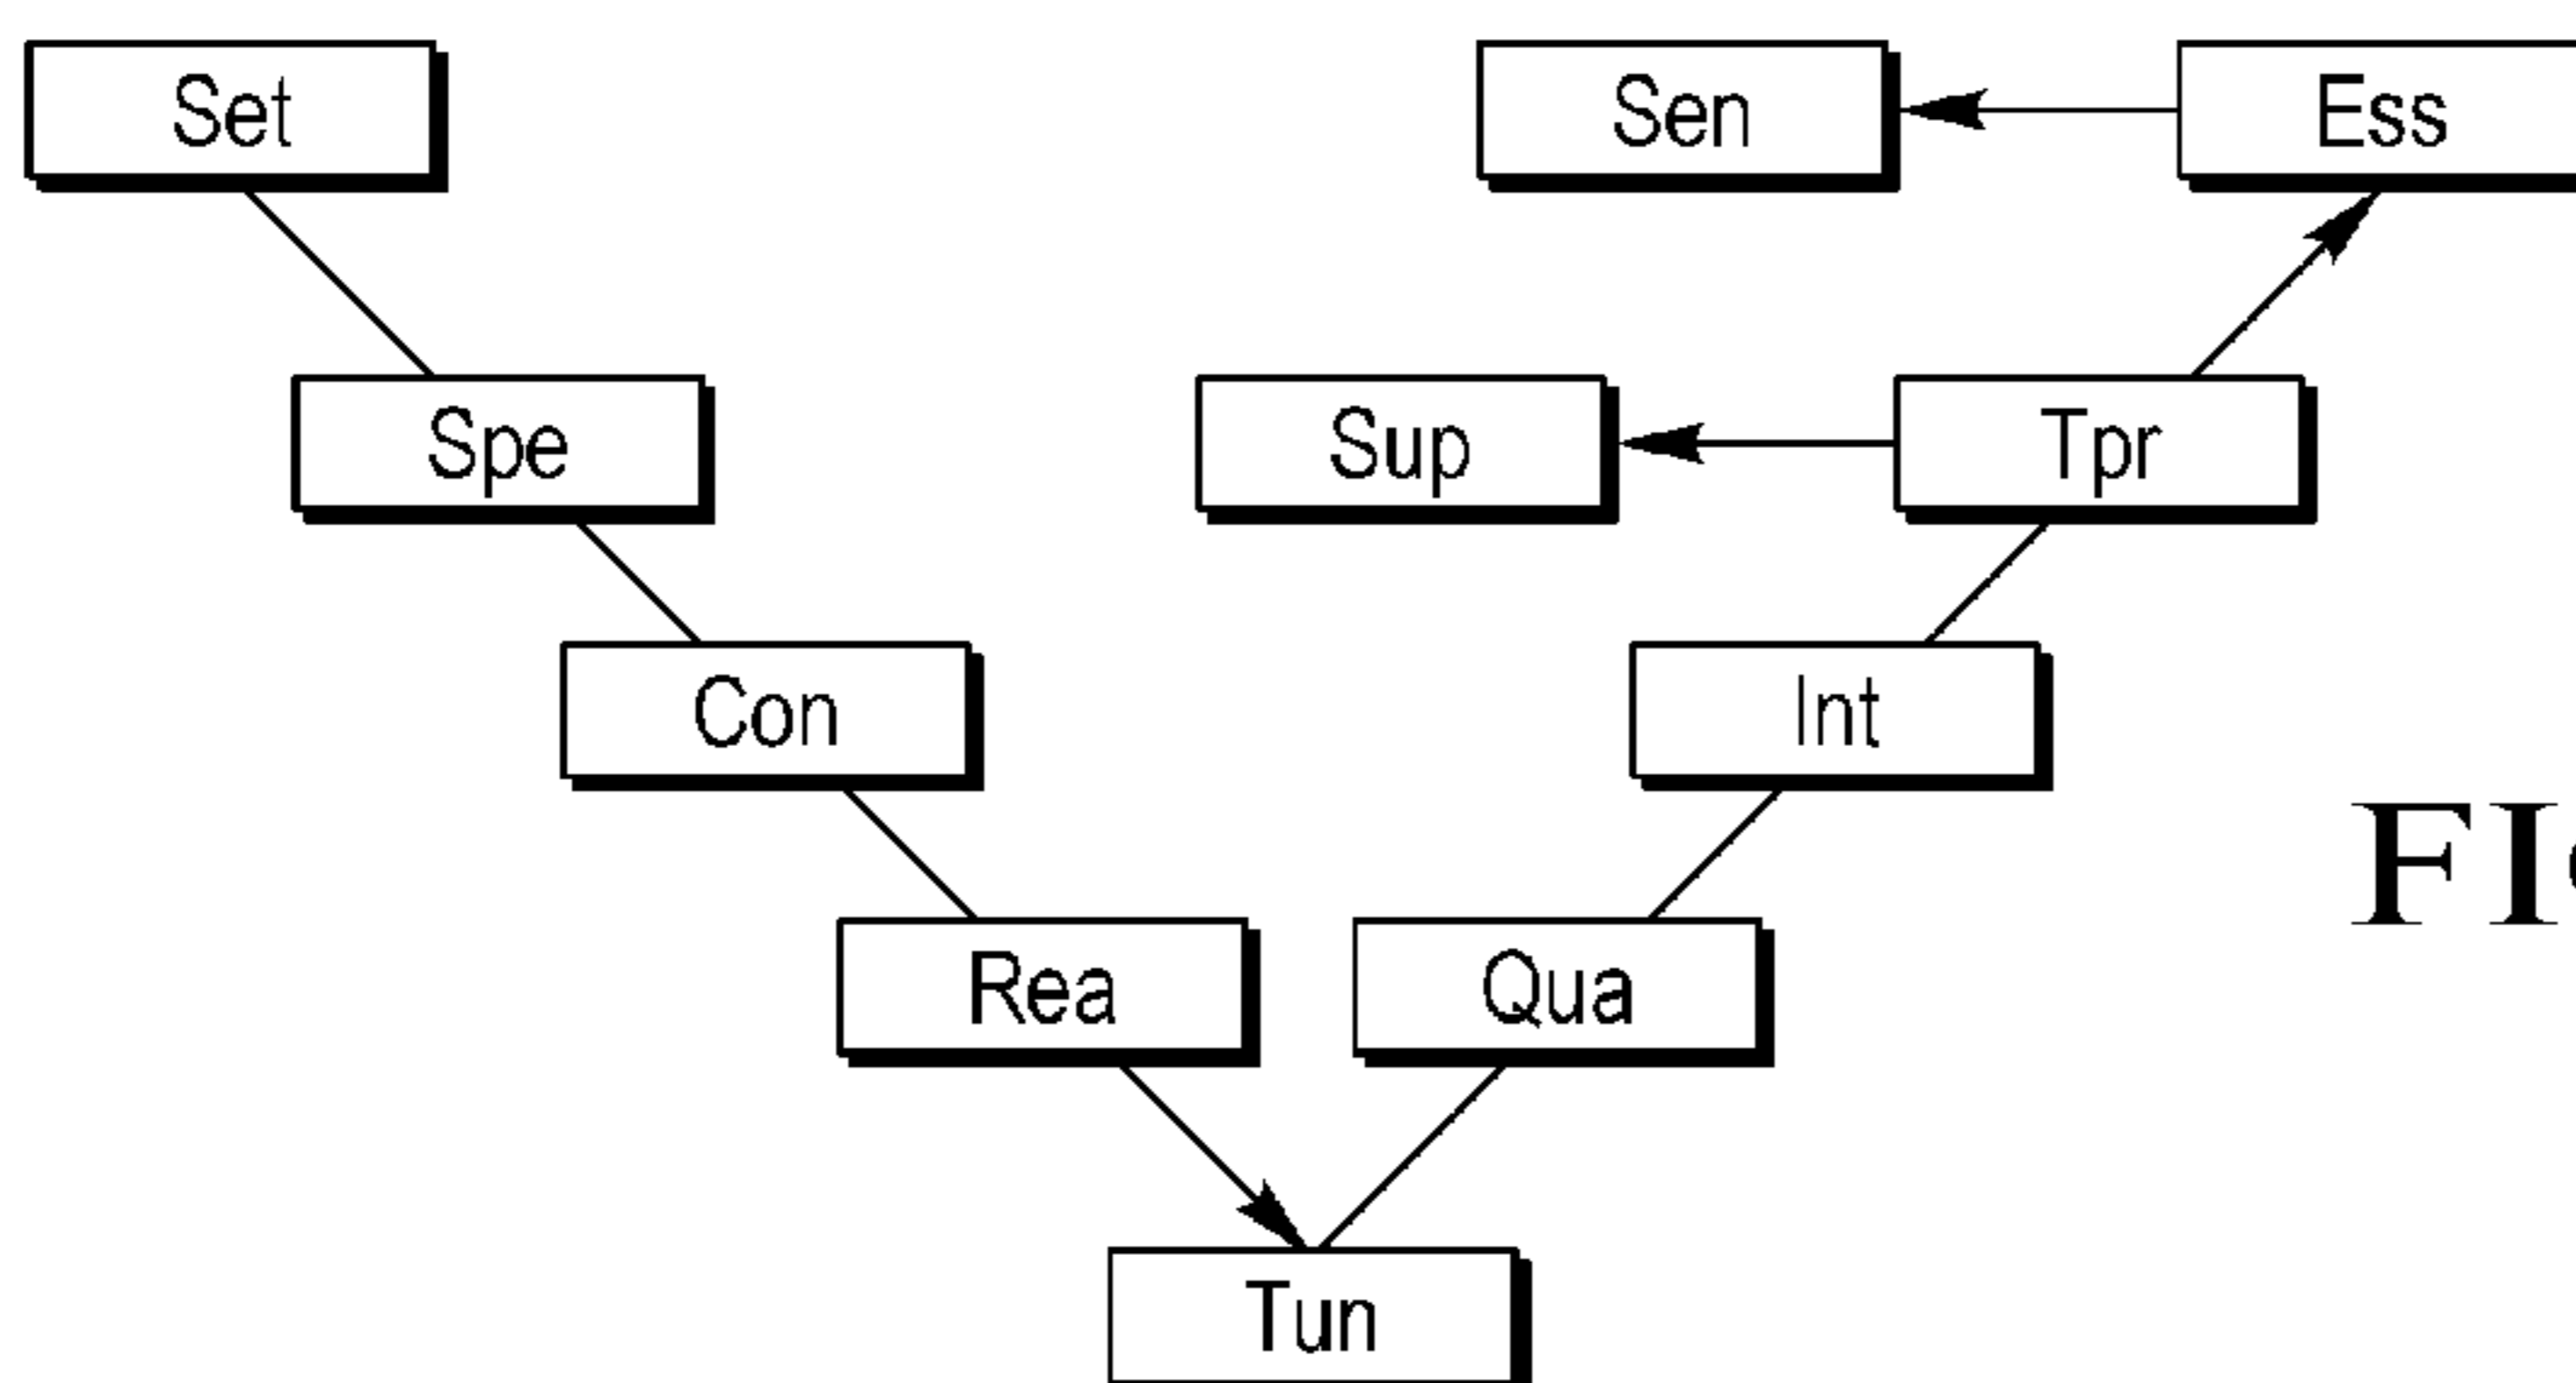 Set
Sen
Ess
Spe
Sup
Tpr
Con
Int
Rea
Qua
Tun